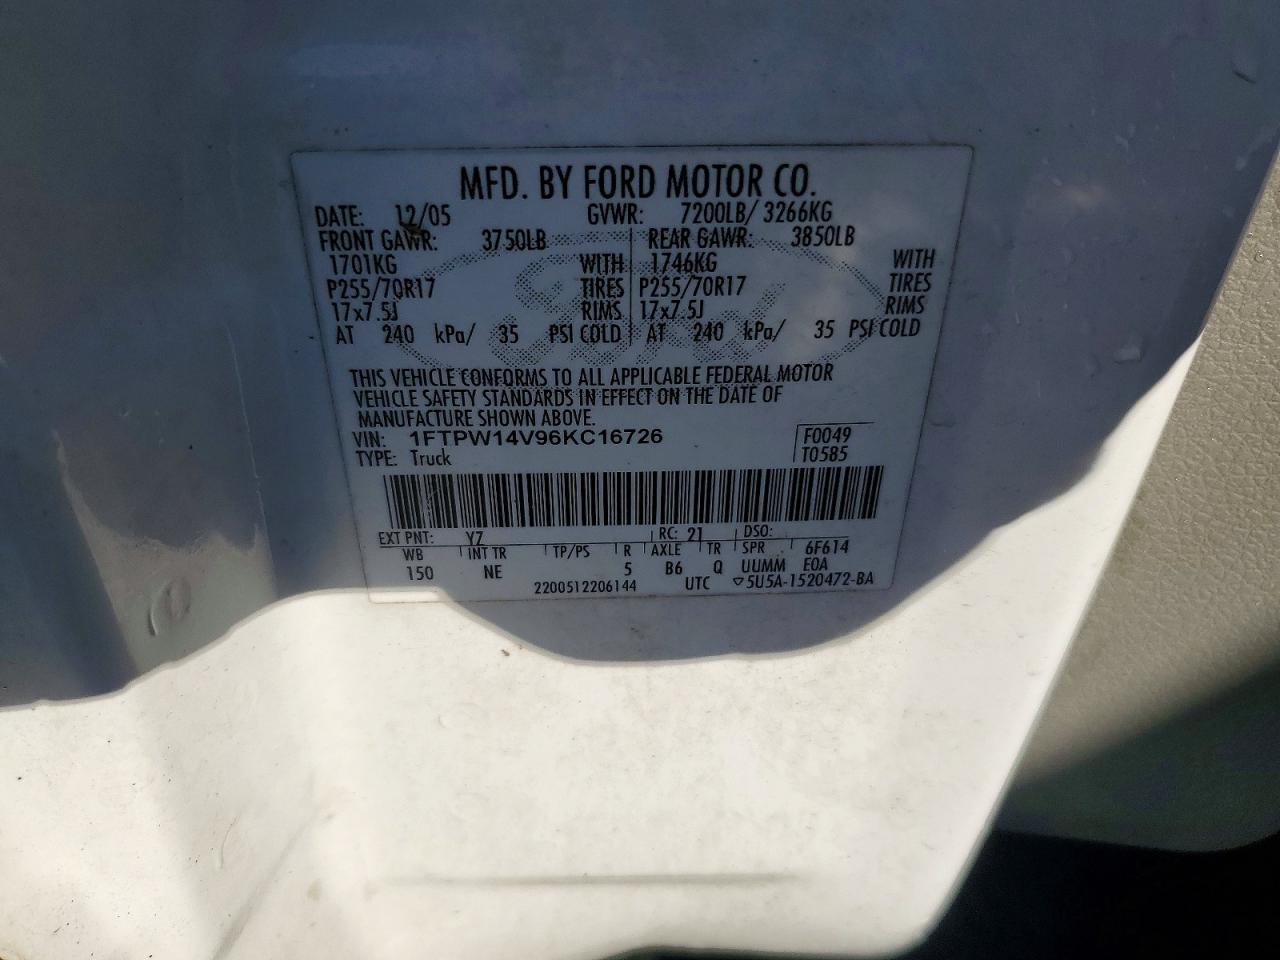 MFD. BY FORD MOTOR CO.
DATE: 12/05 GVWR: 7200LB/ 3266KG
FRONT GAWR: 3750LB REAR GAWR: 3850LB
1701KG WITH 1746KG WITH
P255/70R17 TIRES P255/70R17 TIRES
17x7.5J RIMS 17x7.5J RIMS
AT 240 kPa/ 35 PSI COLD AT 240 kPa/ 35 PSI COLD
THIS VEHICLE CONFORMS TO ALL APPLICABLE FEDERAL MOTOR
VEHICLE SAFETY STANDARDS IN EFFECT ON THE DATE OF
MANUFACTURE SHOWN ABOVE.
VIN: 1FTPW14V96KC16726 F0049
TYPE: Truck T0585
EXT PNT: YZ RC: 21 DSO:
WB INT TR TP/PS R AXLE TR SPR 6F614
150 NE 5 B6 Q UUMM EOA
2200512206144 UTC ▽5U5A-1520472-BA
Ford